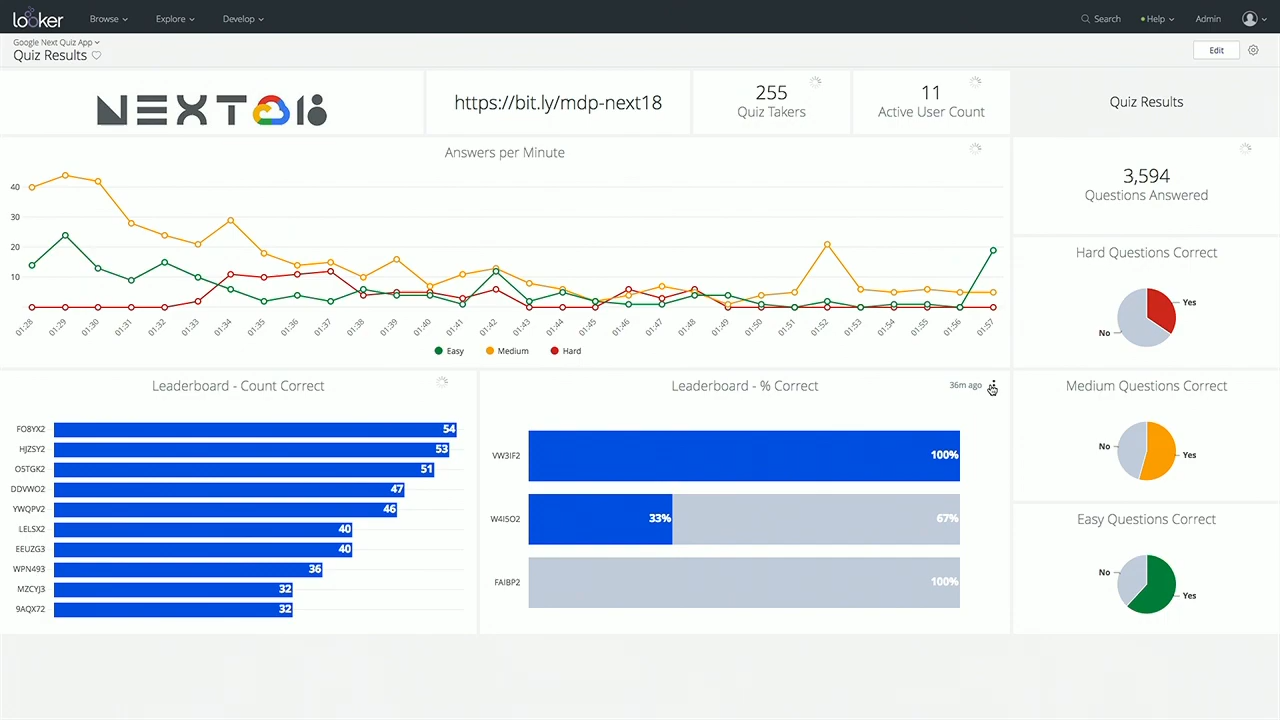 looker
Browse
Explore
Develop
Search
Help
Admin
Google Next Quiz App
Quiz Results
Edit
NEXT018
https://bit.ly/mdp-next18
255
Quiz Takers
11
Active User Count
Quiz Results
Answers per Minute
40
30
20
10
01:28 01:29 01:30 01:31 01:32 01:33 01:34 01:35 01:36 01:37 01:38 01:39 01:40 01:41 01:42 01:43 01:44 01:45 01:46 01:47 01:48 01:49 01:50 01:51 01:52 01:53 01:54 01:55 01:56 01:57
Easy Medium Hard
3,594
Questions Answered
Hard Questions Correct
Yes
No
Leaderboard - Count Correct
FO8YX2 54
HJZSY2 53
O5TGK2 51
DDVWO2 47
YWQPV2 46
LELSX2 40
EEUZG3 40
WPN493 36
MZCYJ3 32
9AQX72 32
Leaderboard - % Correct
36m ago
VW3IF2 100%
W4I5O2 33% 67%
FAIBP2 100%
Medium Questions Correct
No
Yes
Easy Questions Correct
No
Yes